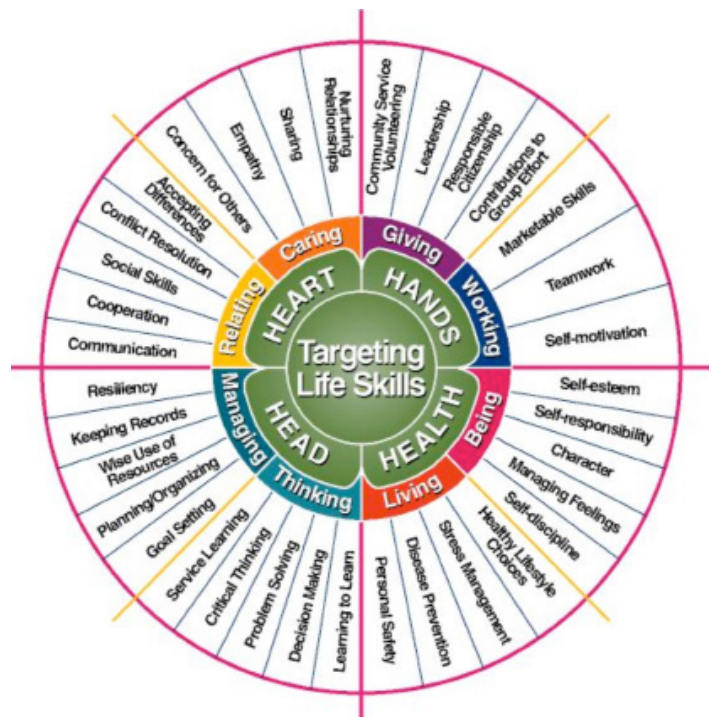 Targeting
Life Skills
HEART
HANDS
HEALTH
HEAD
Caring
Giving
Working
Being
Living
Thinking
Managing
Relating
Nurturing
Relationships
Sharing
Empathy
Concern for Others
Community Service
Volunteering
Leadership
Responsible
Citizenship
Contributions to
Group Effort
Marketable Skills
Teamwork
Self-motivation
Self-esteem
Self-responsibility
Character
Managing Feelings
Self-discipline
Healthy Lifestyle
Choices
Stress Management
Disease Prevention
Personal Safety
Learning to Learn
Decision Making
Problem Solving
Critical Thinking
Service Learning
Goal Setting
Planning/Organizing
Wise Use of
Resources
Keeping Records
Resiliency
Communication
Cooperation
Social Skills
Conflict Resolution
Accepting
Differences